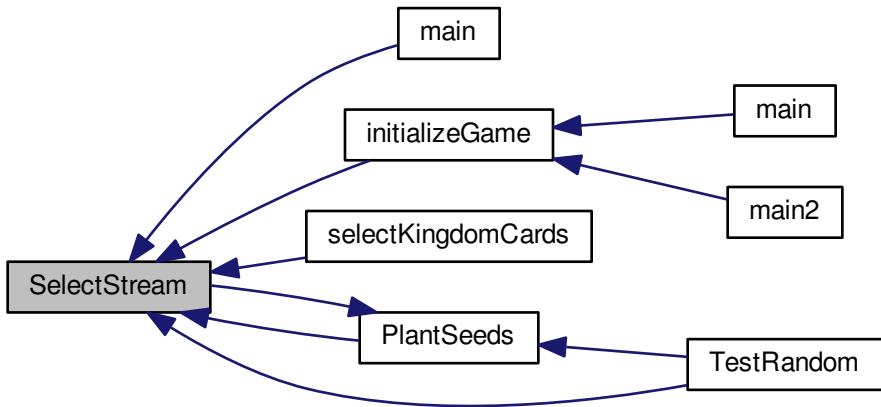 main
main
initializeGame
main2
selectKingdomCards
SelectStream
PlantSeeds
TestRandom